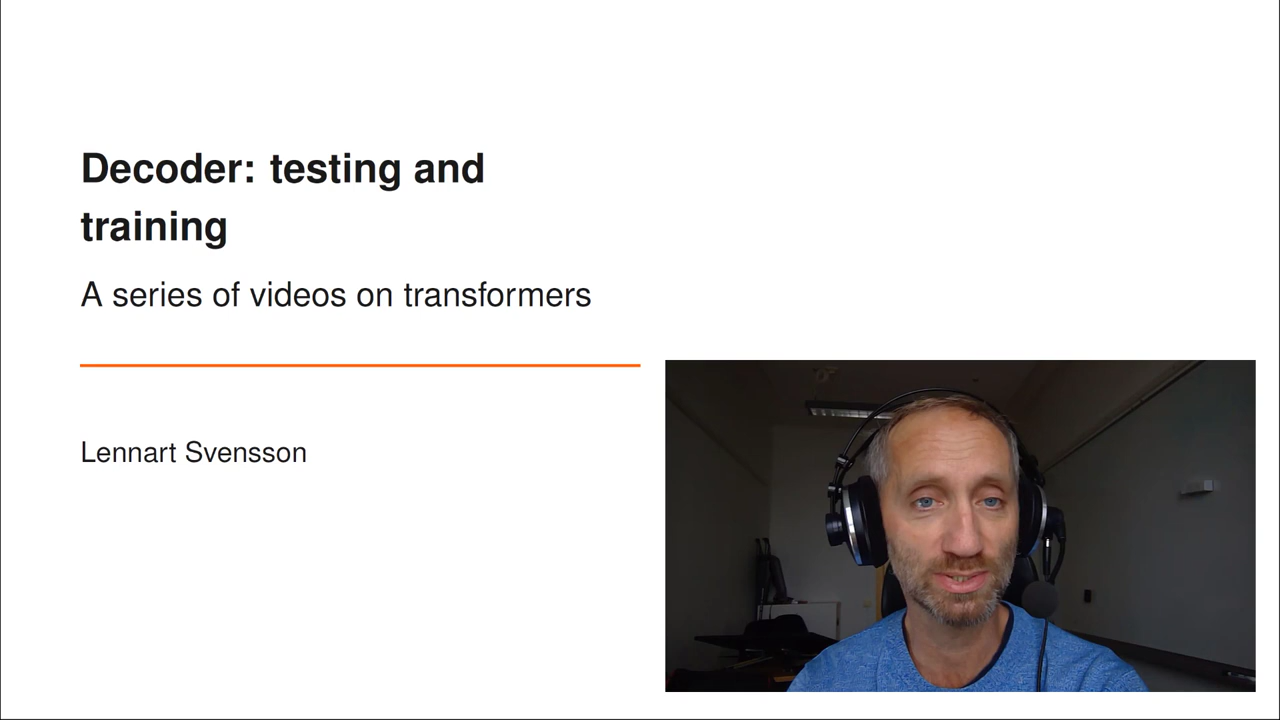 Decoder: testing and
training
A series of videos on transformers
Lennart Svensson